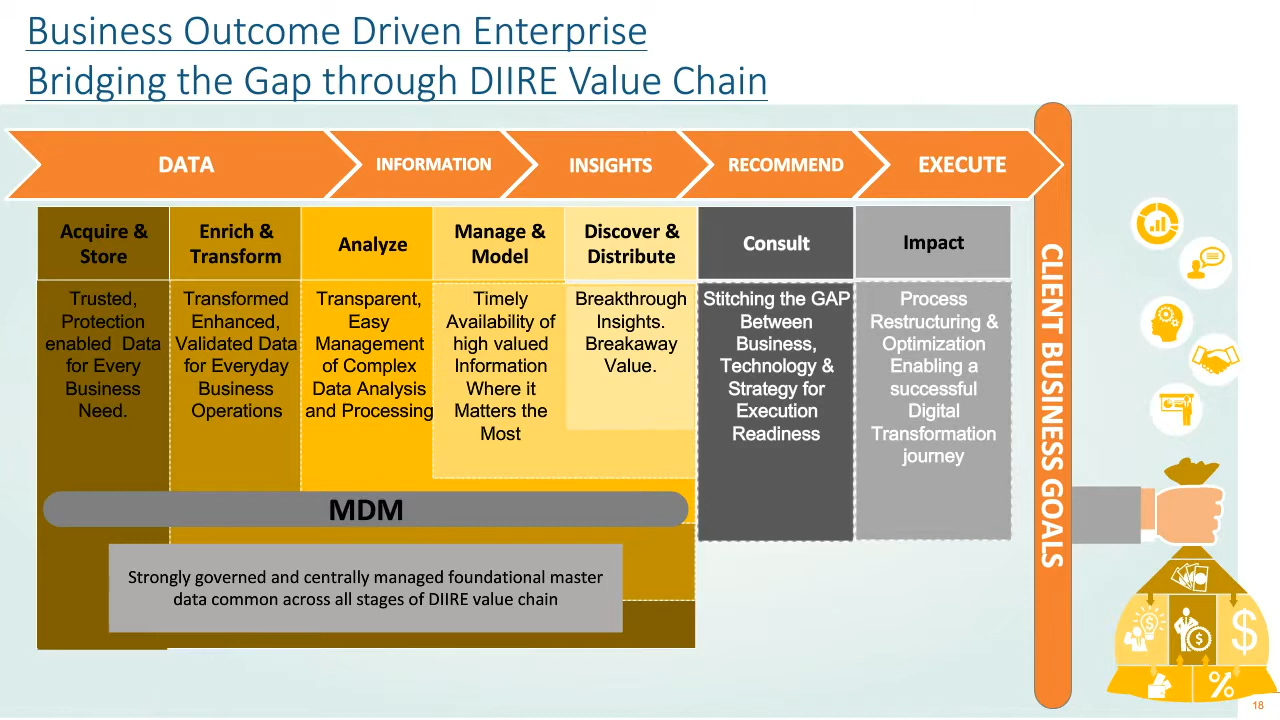 Business Outcome Driven Enterprise
Bridging the Gap through DIIRE Value Chain
DATA
INFORMATION
INSIGHTS
RECOMMEND
EXECUTE
Acquire &
Store
Enrich &
Transform
Analyze
Manage &
Model
Discover &
Distribute
Consult
Impact
Trusted,
Protection
enabled Data
for Every
Business
Need.
Transformed
Enhanced,
Validated Data
for Everyday
Business
Operations
Transparent,
Easy
Management
of Complex
Data Analysis
and Processing
Timely
Availability of
high valued
Information
Where it
Matters the
Most
Breakthrough
Insights.
Breakaway
Value.
Stitching the GAP
Between
Business,
Technology &
Strategy for
Execution
Readiness
Process
Restructuring &
Optimization
Enabling a
successful
Digital
Transformation
journey
MDM
Strongly governed and centrally managed foundational master
data common across all stages of DIIRE value chain
CLIENT BUSINESS GOALS
$
%
18